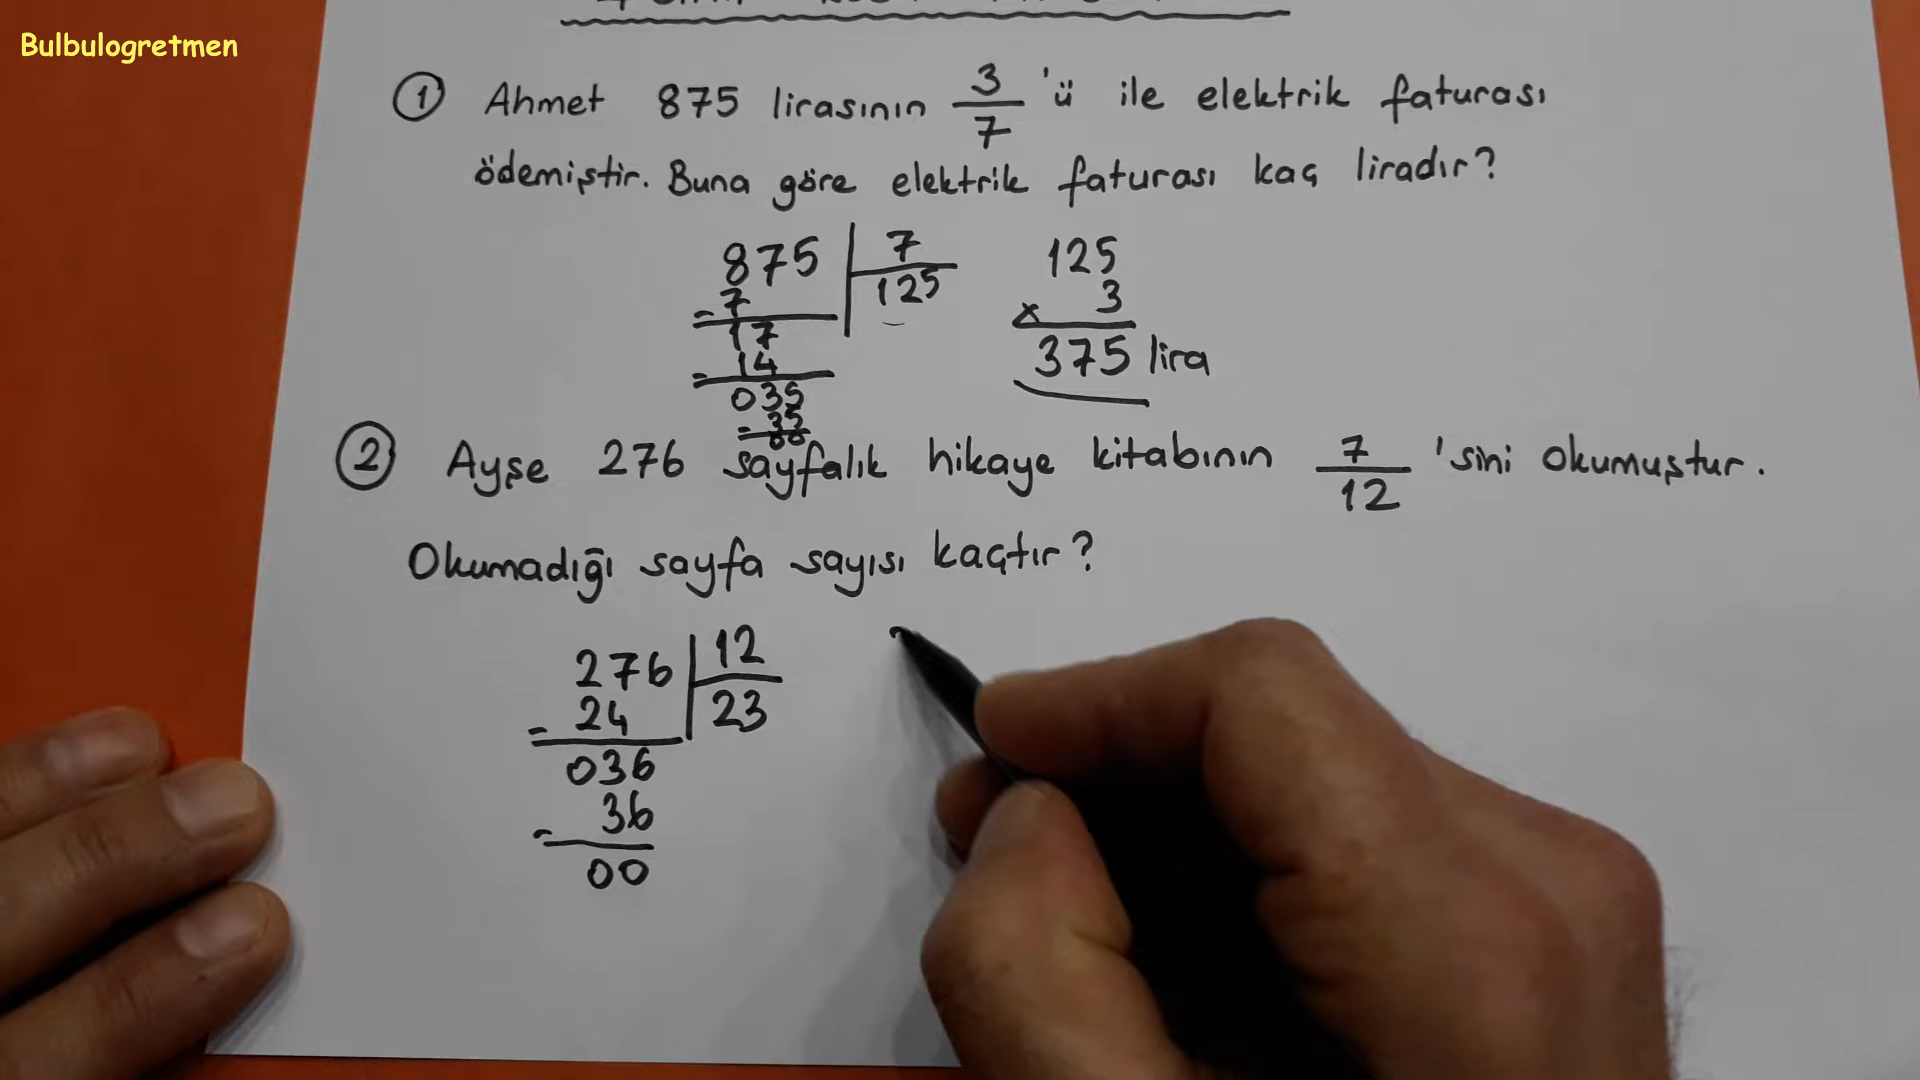 Bulbulogretmen
① Ahmet 875 lirasının 3/7 'ü ile elektrik faturası
ödemiştir. Buna göre elektrik faturası kaç liradır?
875 | 7
- 7 | 125
17
- 14
035
- 35
00
125
x 3
375 lira
② Ayşe 276 sayfalık hikaye kitabının 7/12 'sini okumuştur.
Okumadığı sayfa sayısı kaçtır?
276 | 12
- 24 | 23
036
- 36
00